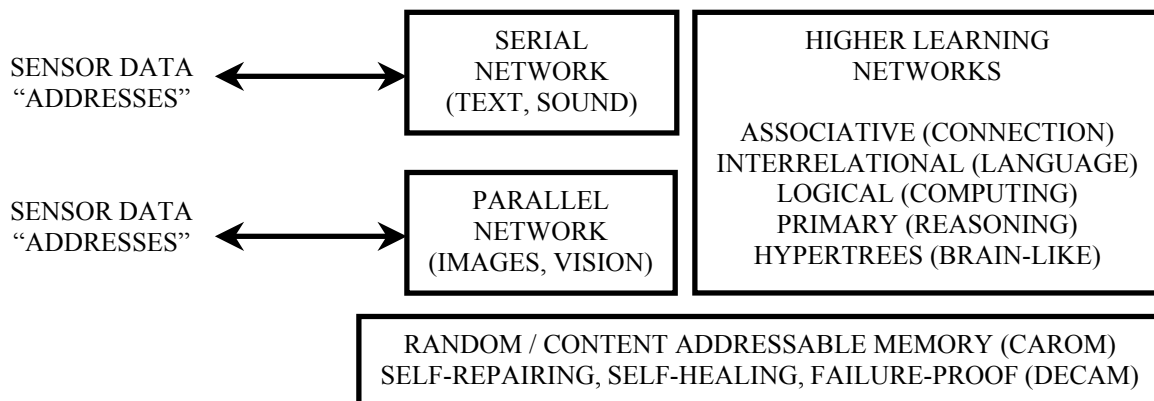 SENSOR DATA
“ADDRESSES”
SERIAL
NETWORK
(TEXT, SOUND)
SENSOR DATA
“ADDRESSES”
PARALLEL
NETWORK
(IMAGES, VISION)
HIGHER LEARNING
NETWORKS
ASSOCIATIVE (CONNECTION)
INTERRELATIONAL (LANGUAGE)
LOGICAL (COMPUTING)
PRIMARY (REASONING)
HYPERTREES (BRAIN-LIKE)
RANDOM / CONTENT ADDRESSABLE MEMORY (CAROM)
SELF-REPAIRING, SELF-HEALING, FAILURE-PROOF (DECAM)